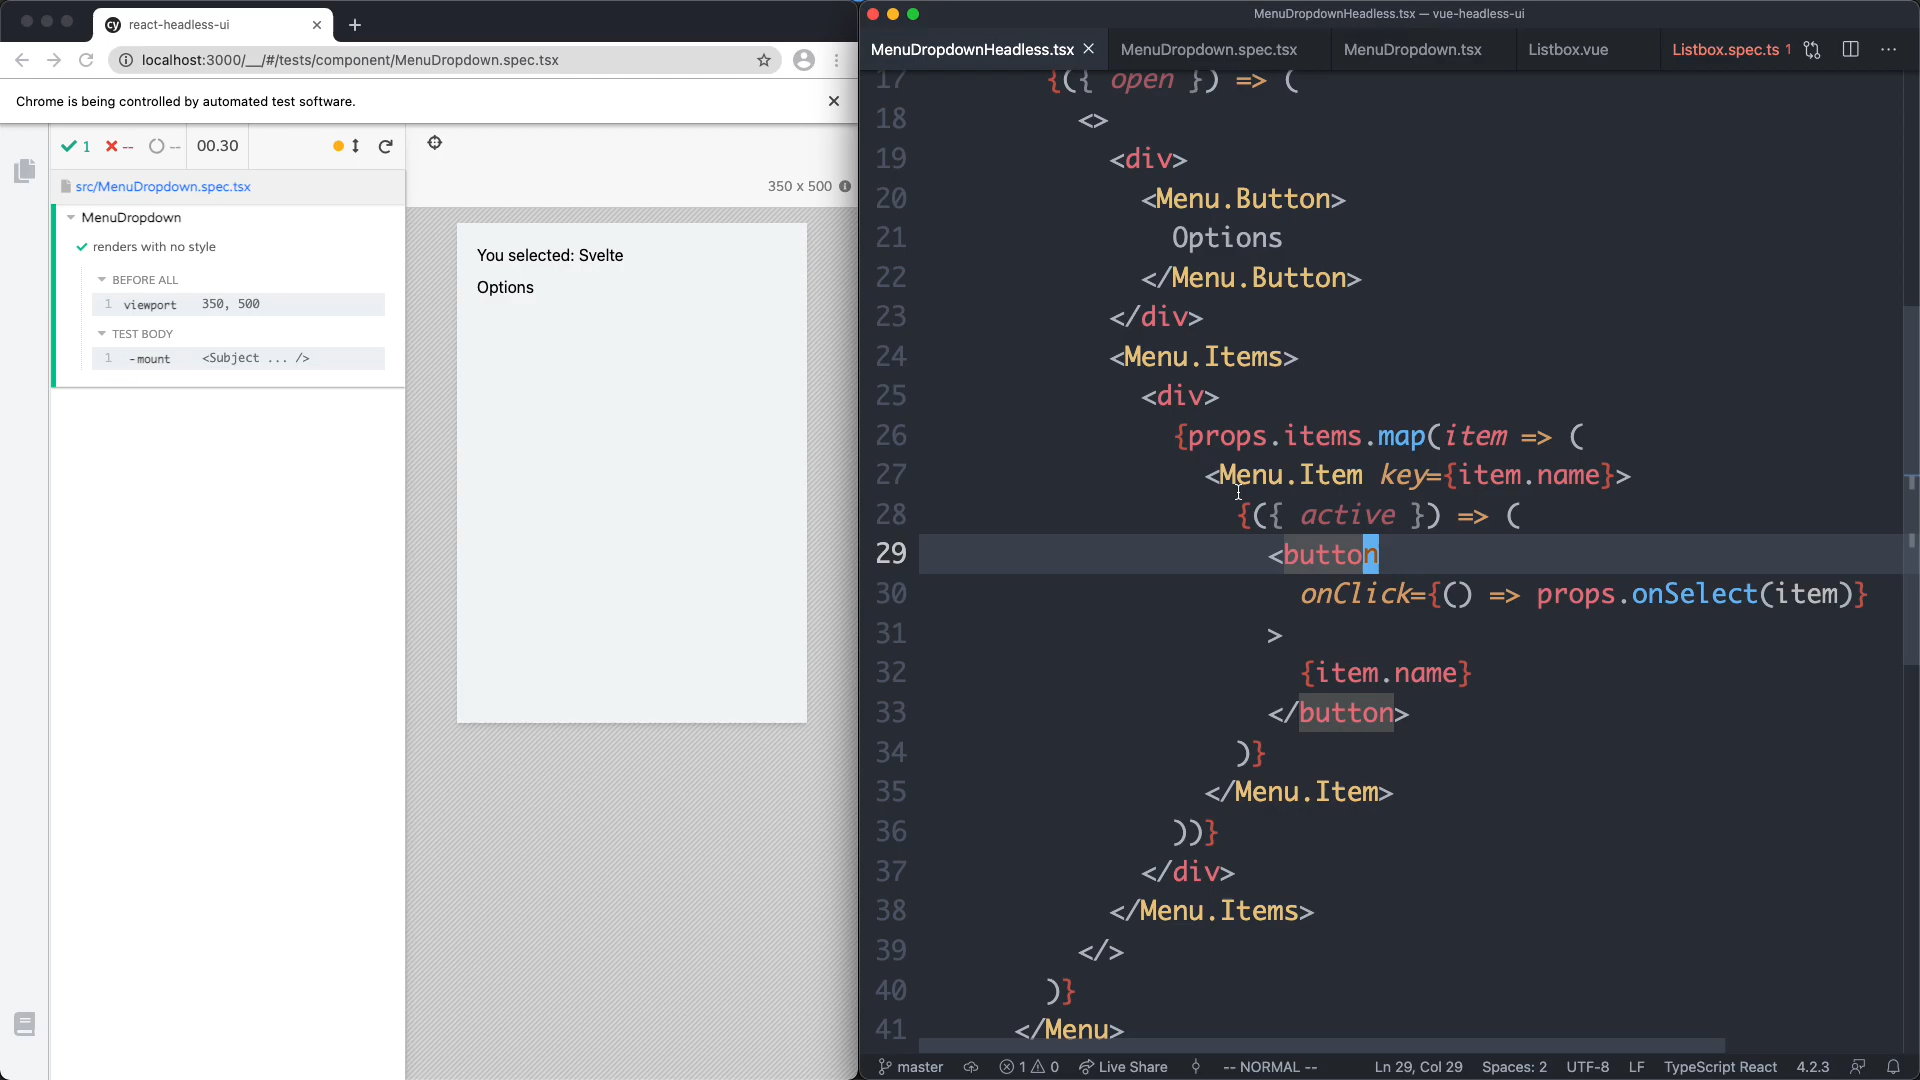 react-headless-ui
localhost:3000/__/#/tests/component/MenuDropdown.spec.tsx
Chrome is being controlled by automated test software.
1 -- -- 00.30
src/MenuDropdown.spec.tsx
350 x 500
MenuDropdown
renders with no style
BEFORE ALL
1 viewport 350, 500
TEST BODY
1 -mount <Subject ... />
You selected: Svelte
Options
MenuDropdownHeadless.tsx — vue-headless-ui
MenuDropdownHeadless.tsx MenuDropdown.spec.tsx MenuDropdown.tsx Listbox.vue Listbox.spec.ts 1
17 {({ open }) => (
18 <>
19 <div>
20 <Menu.Button>
21 Options
22 </Menu.Button>
23 </div>
24 <Menu.Items>
25 <div>
26 {props.items.map(item => (
27 <Menu.Item key={item.name}>
28 {({ active }) => (
29 <button
30 onClick={() => props.onSelect(item)}
31 >
32 {item.name}
33 </button>
34 )}
35 </Menu.Item>
36 ))}
37 </div>
38 </Menu.Items>
39 </>
40 )}
41 </Menu>
master 1 0 Live Share -- NORMAL -- Ln 29, Col 29 Spaces: 2 UTF-8 LF TypeScript React 4.2.3